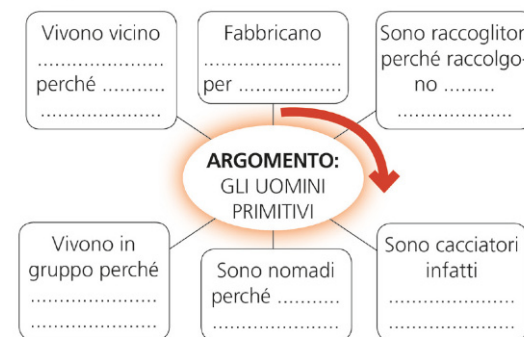 Vivono vicino
......................
perché ...........
.....................
Fabbricano
......................
per .................
Sono raccoglitor
perché raccolgo-
no .........
.................
ARGOMENTO:
GLI UOMINI
PRIMITIVI
Vivono in
gruppo perché
.........................
.........................
Sono nomadi
perché ...........
......................
Sono cacciatori
infatti
.........................
.........................